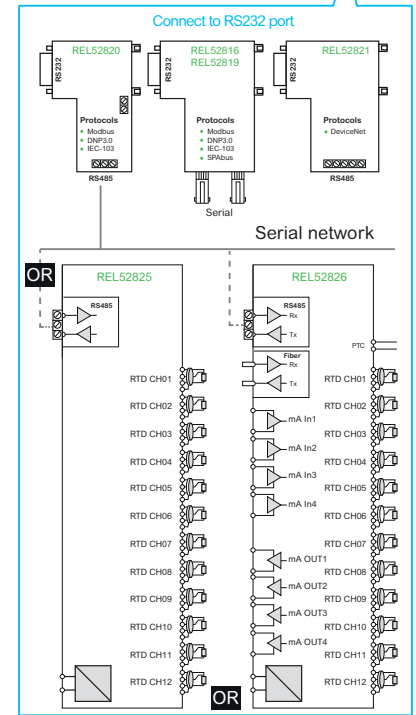 Connect to RS232 port
REL52820
RS232
Protocols
• Modbus
• DNP3.0
• IEC-103
RS485
REL52816
REL52819
RS232
Protocols
• Modbus
• DNP3.0
• IEC-103
• SPAbus
Serial
REL52821
RS232
Protocols
• DeviceNet
RS485
Serial network
OR
REL52825
RS485
RTD CH01
RTD CH02
RTD CH03
RTD CH04
RTD CH05
RTD CH06
RTD CH07
RTD CH08
RTD CH09
RTD CH10
RTD CH11
RTD CH12
OR
REL52826
RS485
Rx
Tx
Fiber
Rx
Tx
mA In1
mA In2
mA In3
mA In4
mA OUT1
mA OUT2
mA OUT3
mA OUT4
PTC
RTD CH01
RTD CH02
RTD CH03
RTD CH04
RTD CH05
RTD CH06
RTD CH07
RTD CH08
RTD CH09
RTD CH10
RTD CH11
RTD CH12